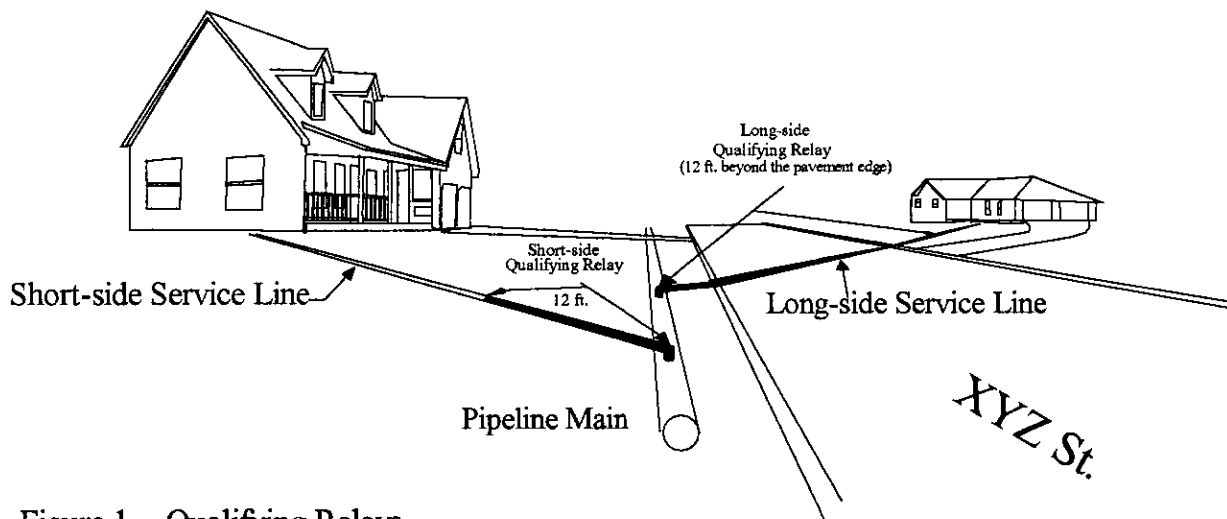 Long-side
Qualifying Relay
(12 ft. beyond the pavement edge)
Short-side
Qualifying Relay
12 ft.
Short-side Service Line
Long-side Service Line
Pipeline Main
XYZ St.
Figure 1. Qualifying Relays